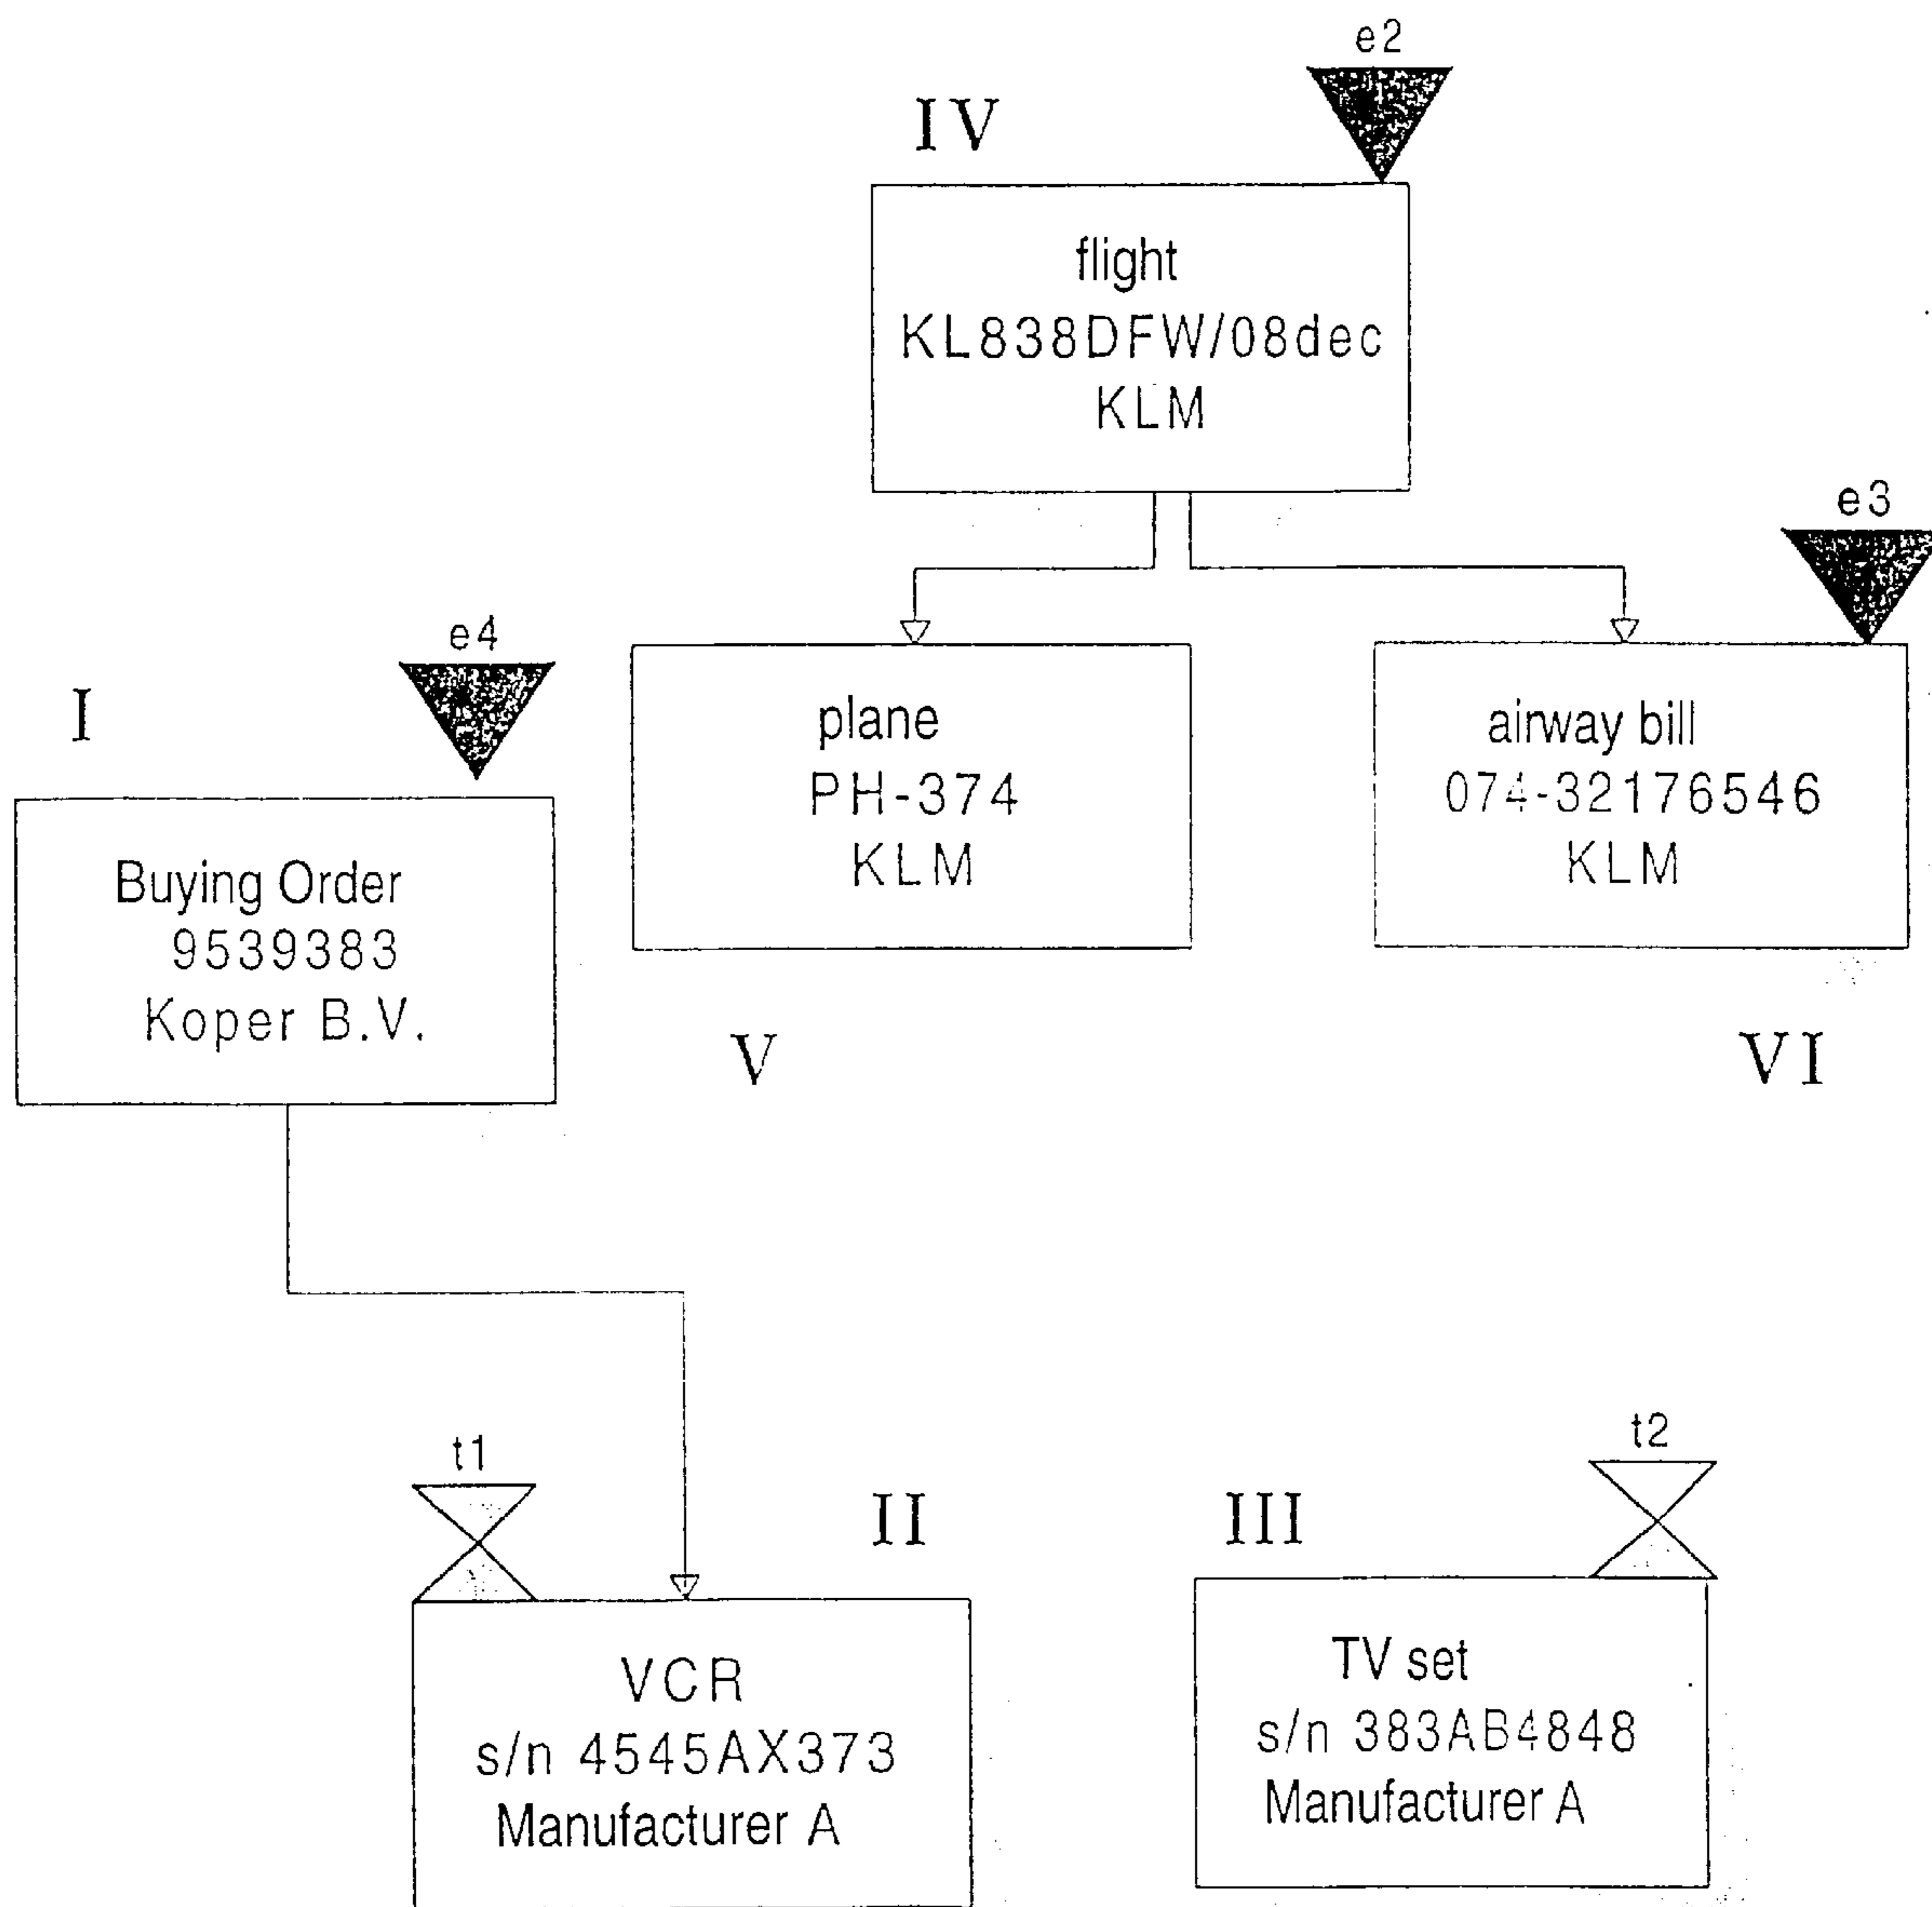 e2
IV
flight
KL838DFW/08dec
KLM
e3
e4
I
plane
PH-374
KLM
airway bill
074-32176546
KLM
Buying Order
9539383
Koper B.V.
V
VI
t1
t2
II
III
VCR
s/n 4545AX373
Manufacturer A
TV set
s/n 383AB4848
Manufacturer A